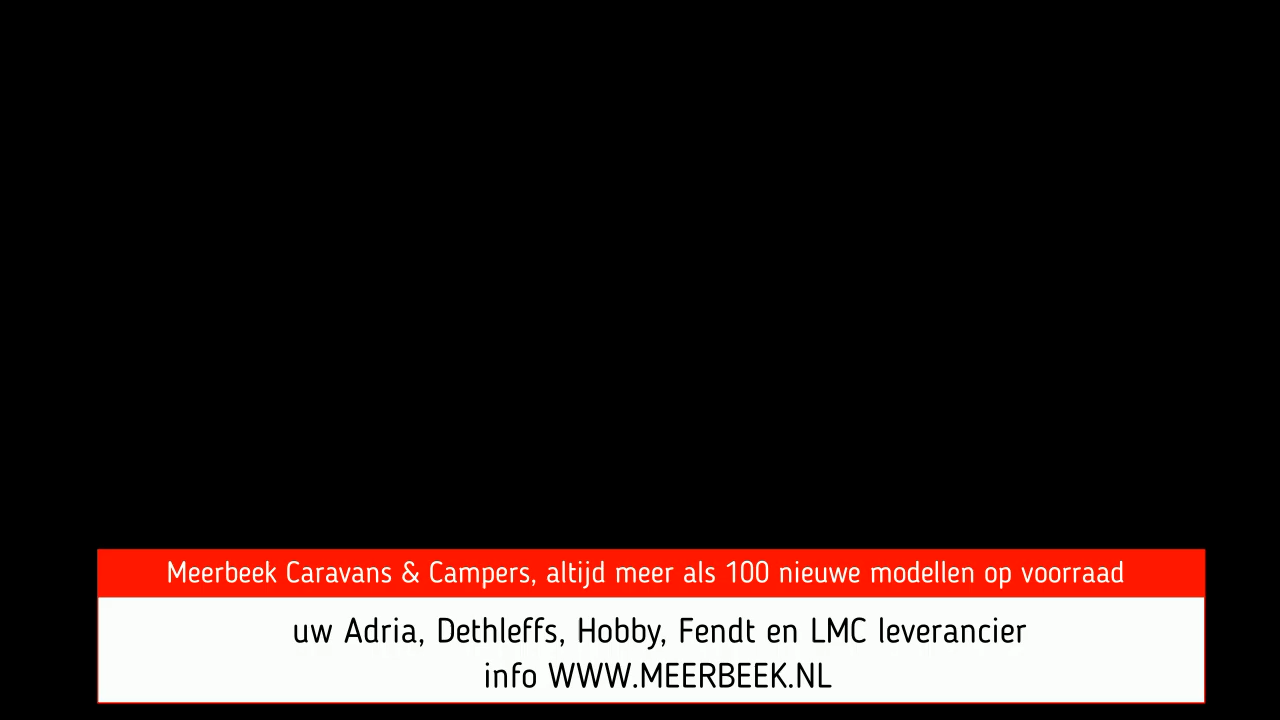 Meerbeek Caravans & Campers, altijd meer als 100 nieuwe modellen op voorraad
uw Adria, Dethleffs, Hobby, Fendt en LMC leverancier
info WWW.MEERBEEK.NL